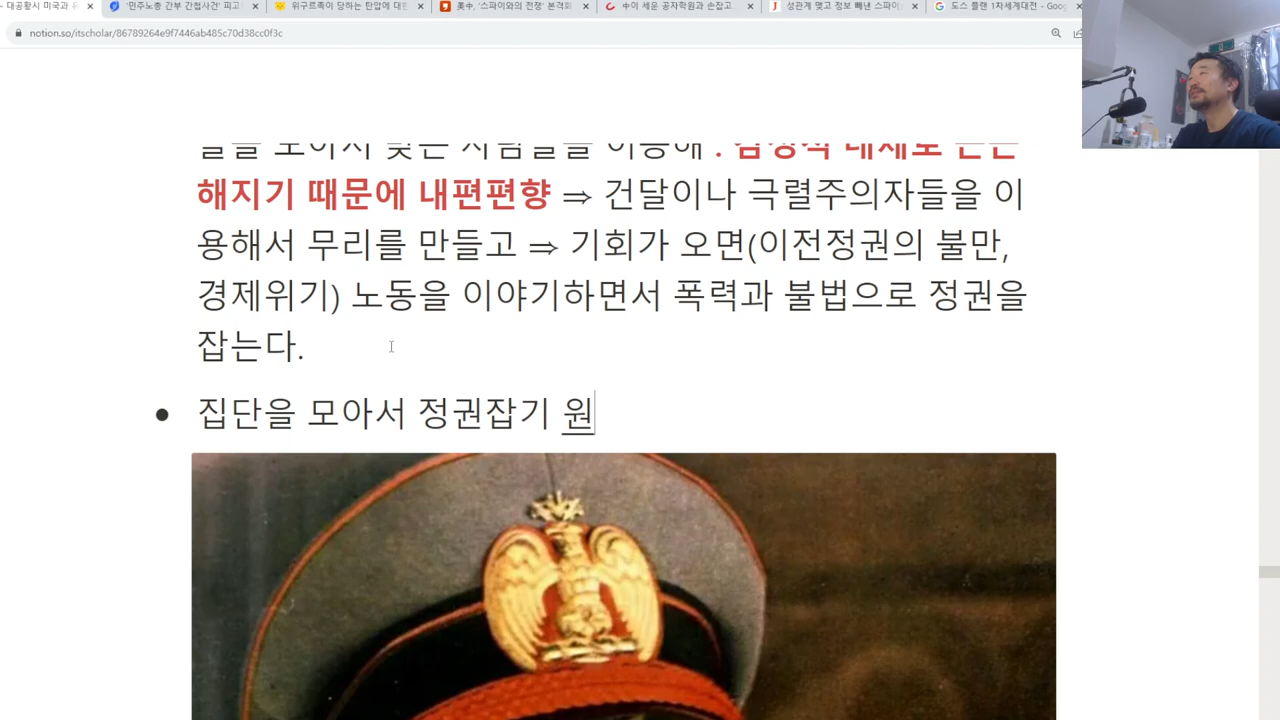 대공황시 미국과 유
'민주노총 간부 간첩사건' 피고
위구르족이 당하는 탄압에 대한
美中, '스파이와의 전쟁' 본격화
中이 세운 공자학원과 손잡고
성관계 맺고 정보 빼낸 스파이
도스 플랜 1차세계대전 - Goog
notion.so/itscholar/86789264e9f7446ab485c70d38cc0f3c
해지기 때문에 내편편향 ⇒ 건달이나 극렬주의자들을 이
용해서 무리를 만들고 ⇒ 기회가 오면(이전정권의 불만,
경제위기) 노동을 이야기하면서 폭력과 불법으로 정권을
잡는다.
● 집단을 모아서 정권잡기 원